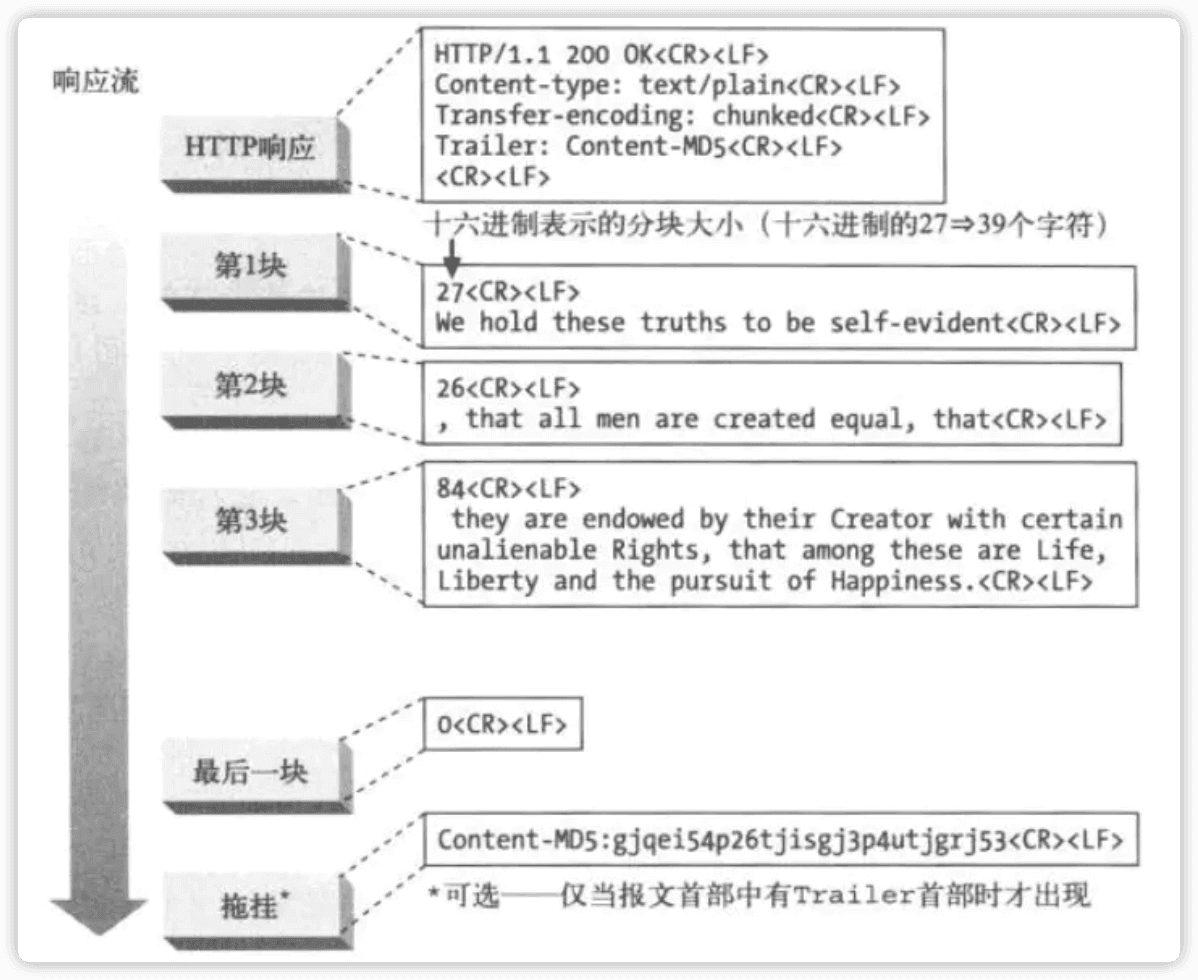 响应流
HTTP响应
HTTP/1.1 200 OK<CR><LF>
Content-type: text/plain<CR><LF>
Transfer-encoding: chunked<CR><LF>
Trailer: Content-MD5<CR><LF>
<CR><LF>
十六进制表示的分块大小（十六进制的27⇒39个字符）
第1块
27<CR><LF>
We hold these truths to be self-evident<CR><LF>
第2块
26<CR><LF>
, that all men are created equal, that<CR><LF>
第3块
84<CR><LF>
they are endowed by their Creator with certain
unalienable Rights, that among these are Life,
Liberty and the pursuit of Happiness.<CR><LF>
最后一块
0<CR><LF>
拖挂*
Content-MD5:gjqei54p26tjisgj3p4utjgrj53<CR><LF>
*可选——仅当报文首部中有Trailer首部时才出现